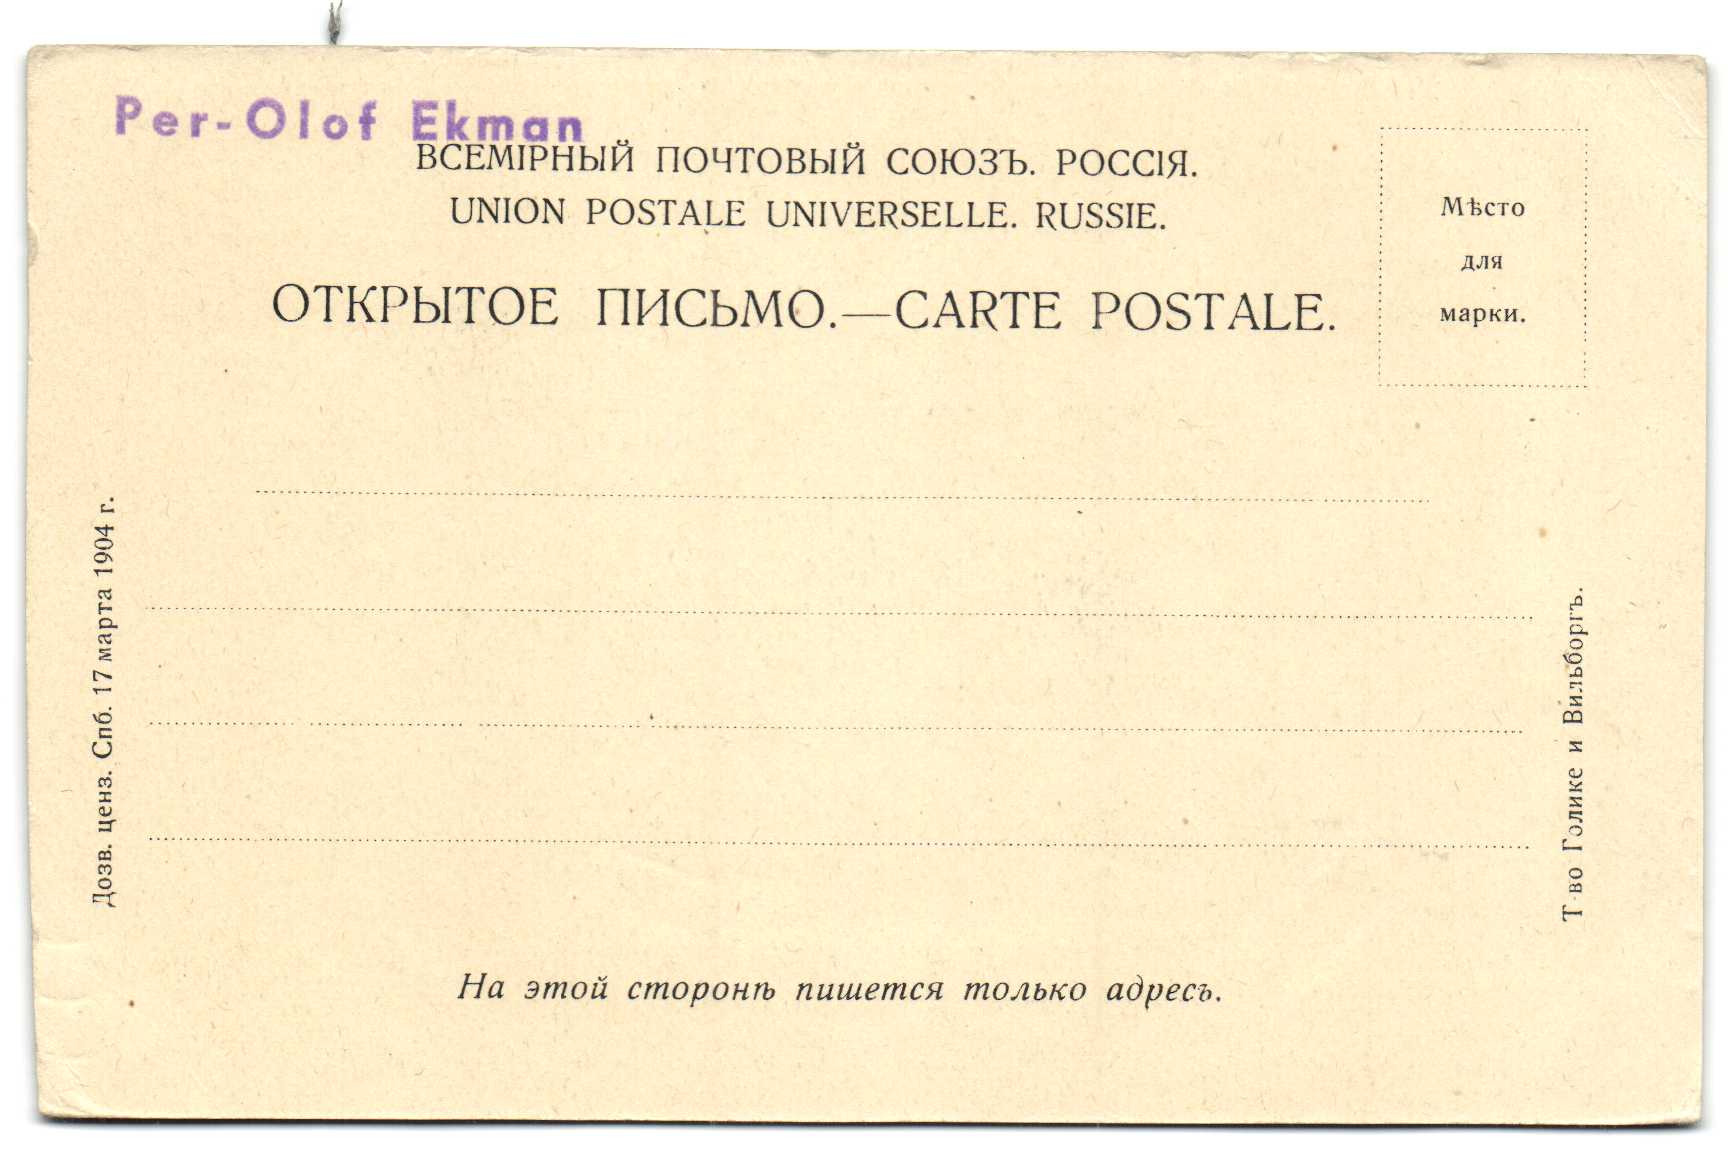 Per-Olof Ekman
ВСЕМІРНЫЙ ПОЧТОВЫЙ СОЮЗЪ. РОССІЯ.
UNION POSTALE UNIVERSELLE. RUSSIE.
ОТКРЫТОЕ ПИСЬМО.—CARTE POSTALE.
Мѣсто
для
марки.
Дозв. ценз. Спб. 17 марта 1904 г.
Т-во Голике и Вильборгъ.
На этой сторонѣ пишется только адресъ.